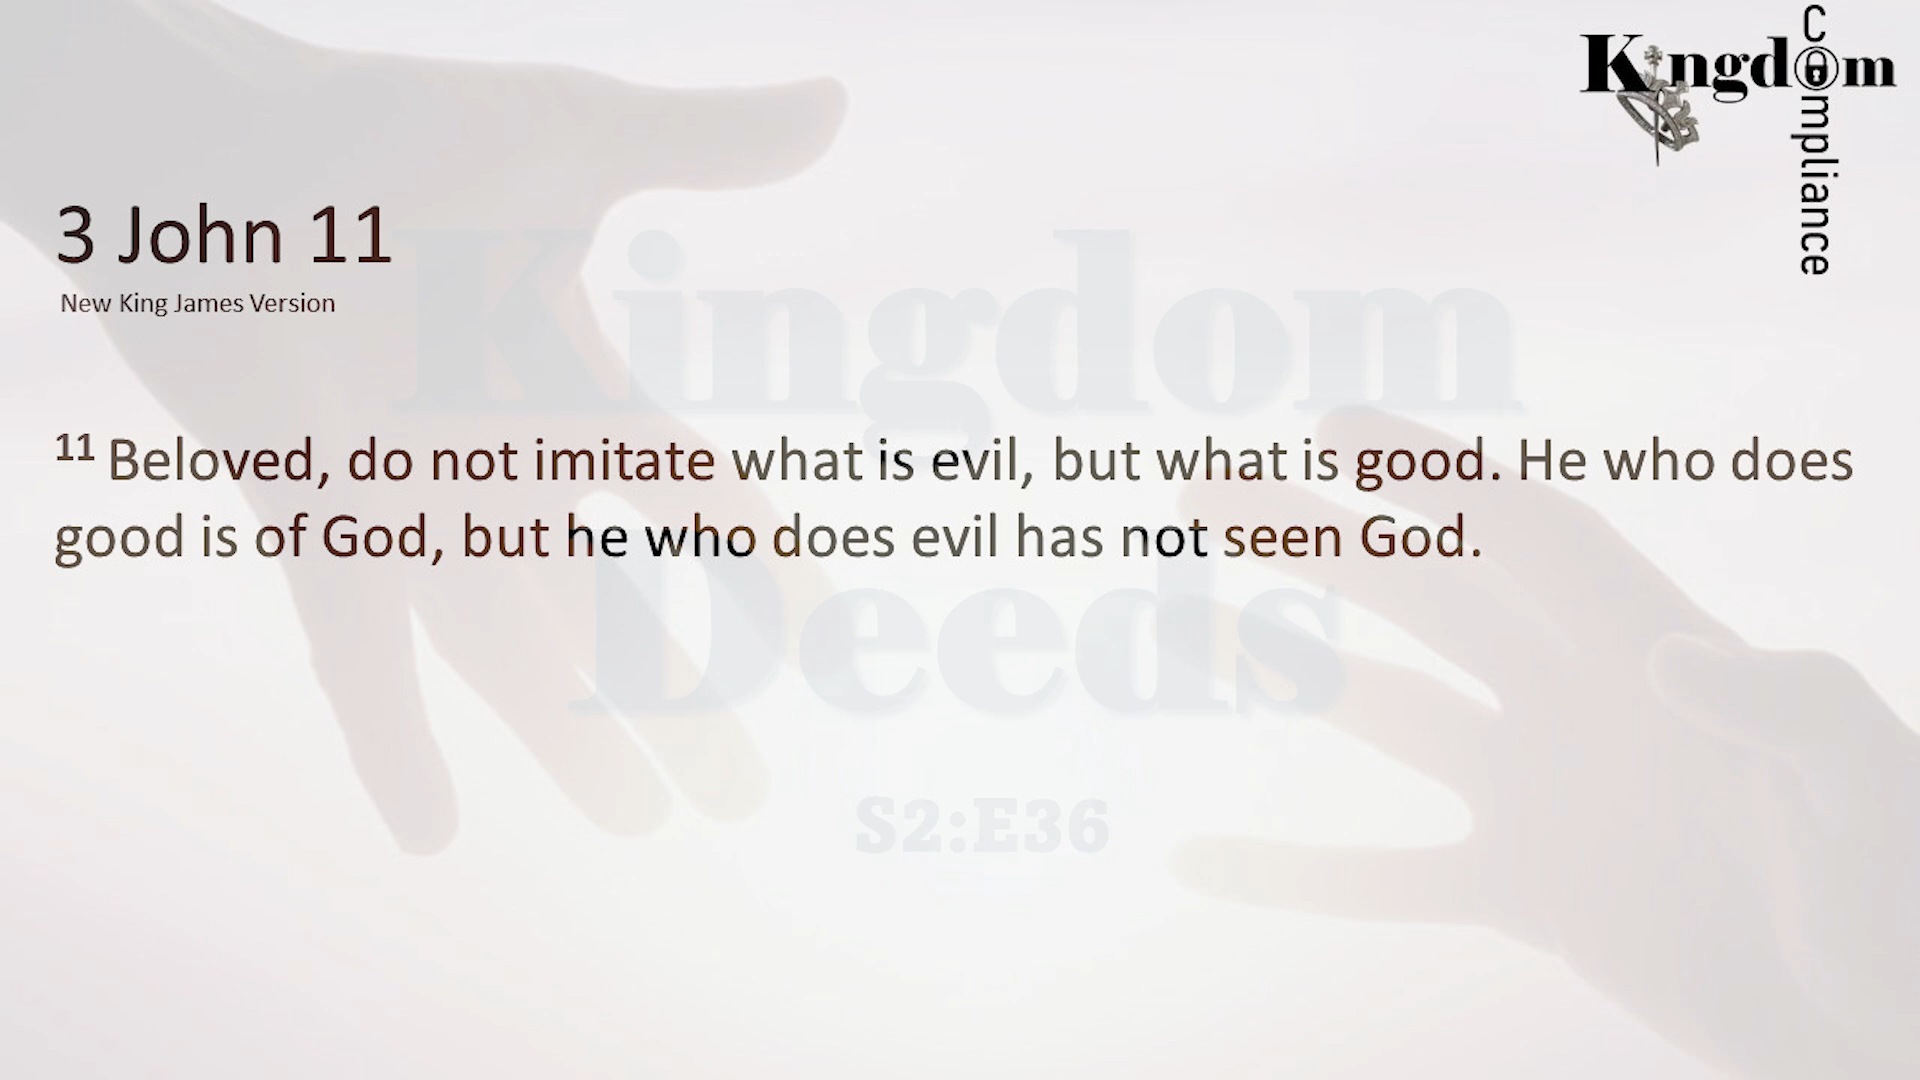 Kingdom
Compliance
3 John 11
New King James Version
Kingdom
11 Beloved, do not imitate what is evil, but what is good. He who does
good is of God, but he who does evil has not seen God.
Deeds
S2:E36